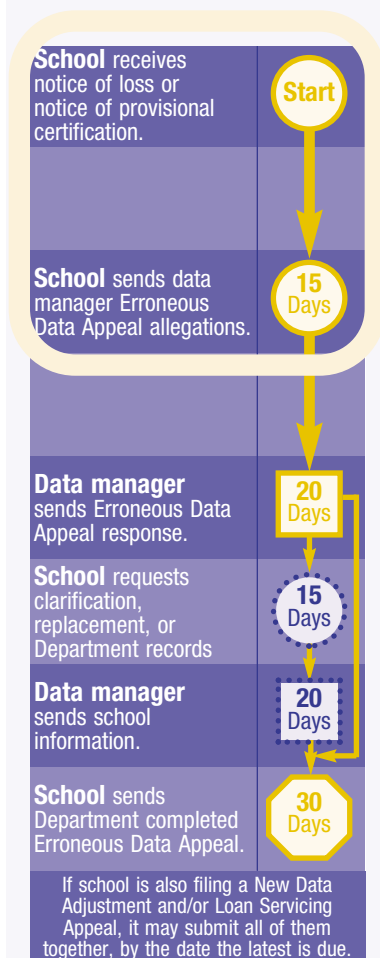 School receives
notice of loss or
notice of provisional
certification.
Start
School sends data
manager Erroneous
Data Appeal allegations.
15
Days
Data manager
sends Erroneous Data
Appeal response.
20
Days
School requests
clarification,
replacement, or
Department records
15
Days
Data manager
sends school
information.
20
Days
School sends
Department completed
Erroneous Data Appeal.
30
Days
If school is also filing a New Data
Adjustment and/or Loan Servicing
Appeal, it may submit all of them
together, by the date the latest is due.